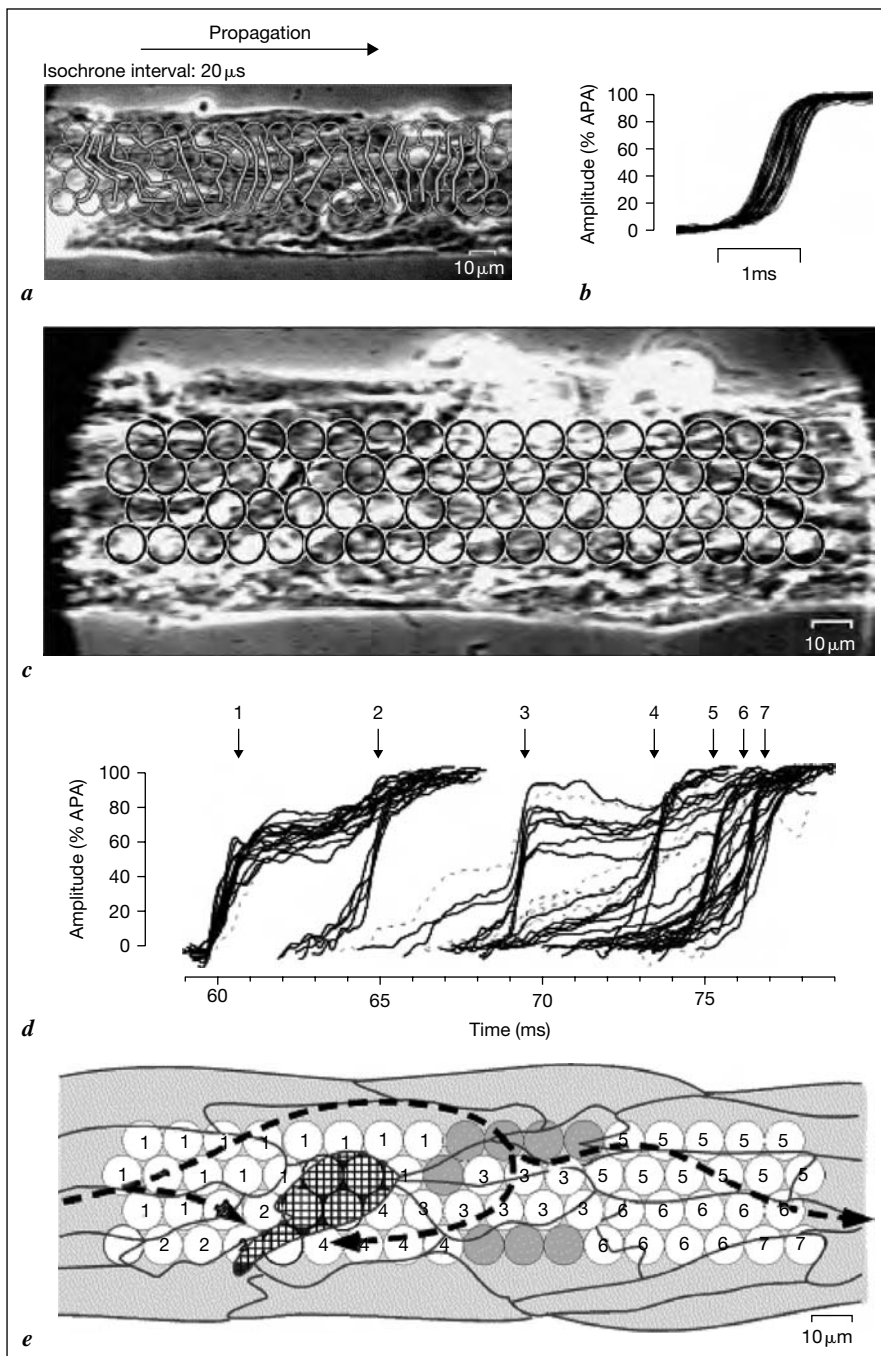 Propagation
Isochrone interval: 20 μs
10 μm
a
Amplitude (% APA)
100
80
60
40
20
0
1ms
b
10 μm
c
1 2 3 4 5 6 7
Amplitude (% APA)
100
80
60
40
20
0
60 65 70 75
Time (ms)
d
1 1 1 1 1 1 1 1 5 5 5 5 5
1 1 1 1 1 1 3 3 3 5 5 5 5 5 5
1 1 2 4 3 3 3 3 3 6 6 6 6 6
2 2 4 4 4 4 6 6 6 6 7 7
10 μm
e